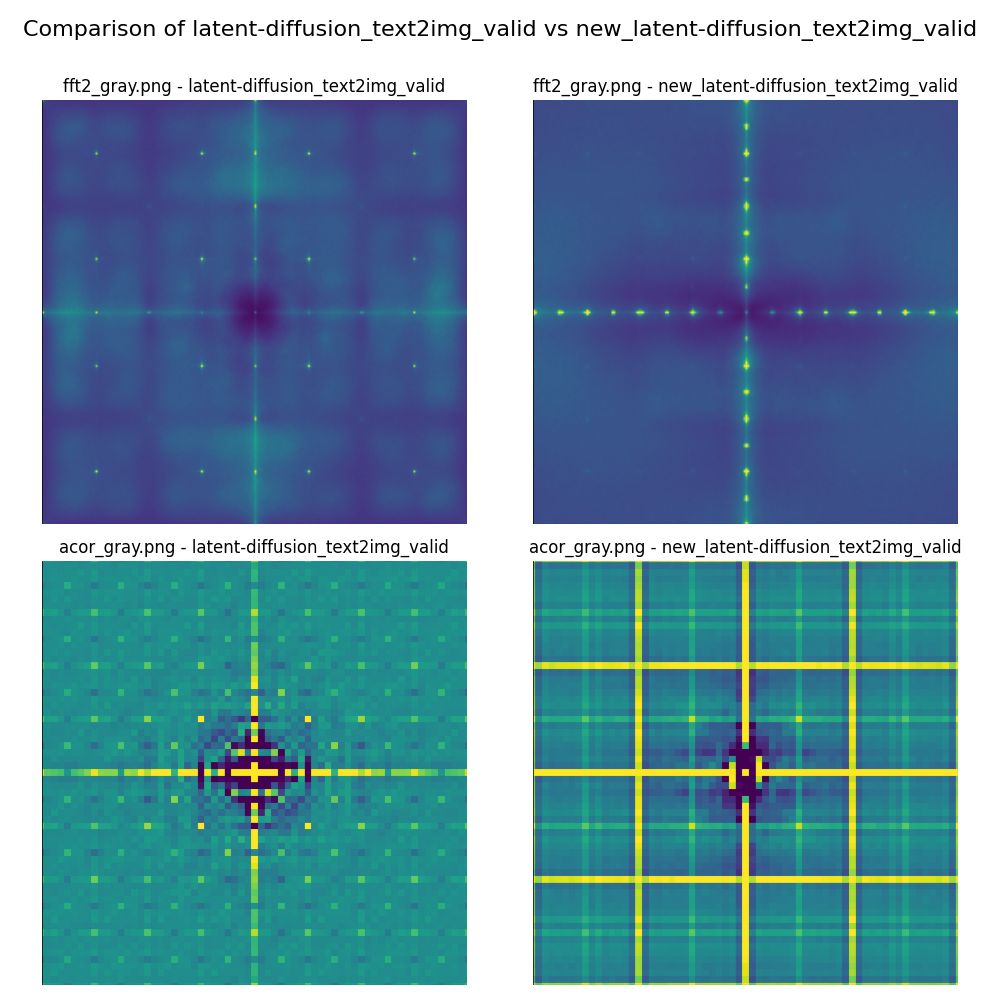 Comparison of latent-diffusion_text2img_valid vs new_latent-diffusion_text2img_valid
fft2_gray.png - latent-diffusion_text2img_valid
fft2_gray.png - new_latent-diffusion_text2img_valid
acor_gray.png - latent-diffusion_text2img_valid
acor_gray.png - new_latent-diffusion_text2img_valid